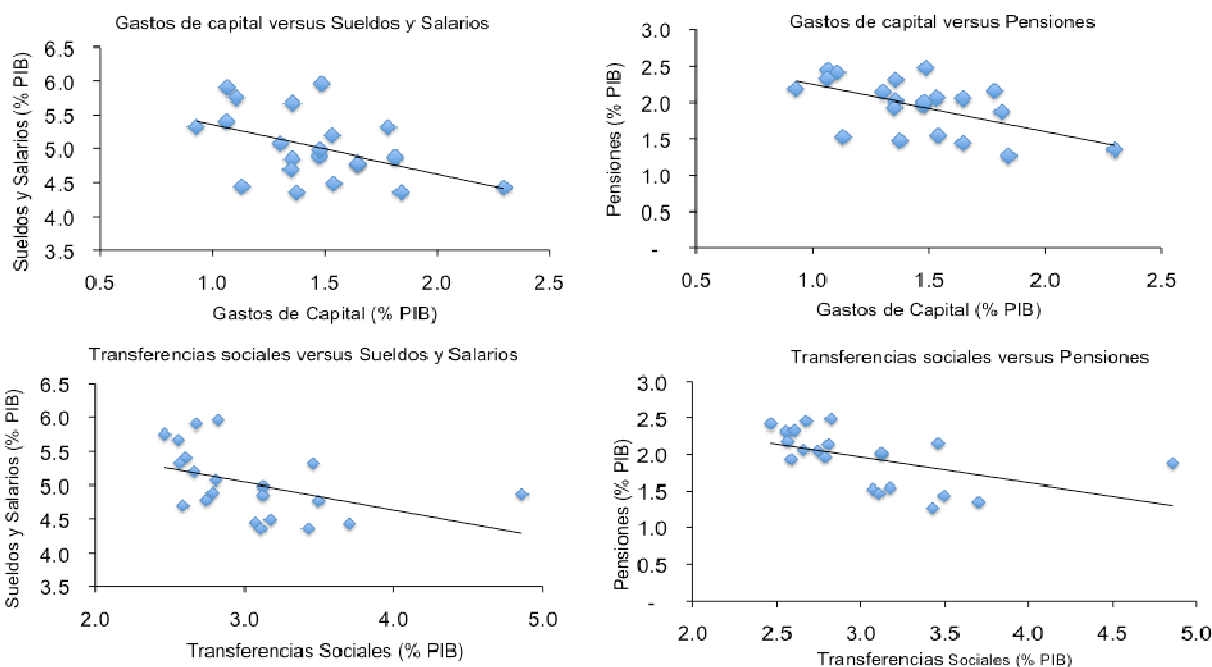 Gastos de capital versus Sueldos y Salarios
Sueldos y Salarios (% PIB)
6.5
6.0
5.5
5.0
4.5
4.0
3.5
0.5 1.0 1.5 2.0 2.5
Gastos de Capital (% PIB)
Gastos de capital versus Pensiones
Pensiones (% PIB)
3.0
2.5
2.0
1.5
1.0
0.5
-
0.5 1.0 1.5 2.0 2.5
Gastos de Capital (% PIB)
Transferencias sociales versus Sueldos y Salarios
Sueldos y Salarios (% PIB)
6.5
6.0
5.5
5.0
4.5
4.0
3.5
2.0 3.0 4.0 5.0
Transferencias Sociales (% PIB)
Transferencias sociales versus Pensiones
Pensiones (% PIB)
3.0
2.5
2.0
1.5
1.0
0.5
-
2.0 2.5 3.0 3.5 4.0 4.5 5.0
Transferencias Sociales (% PIB)